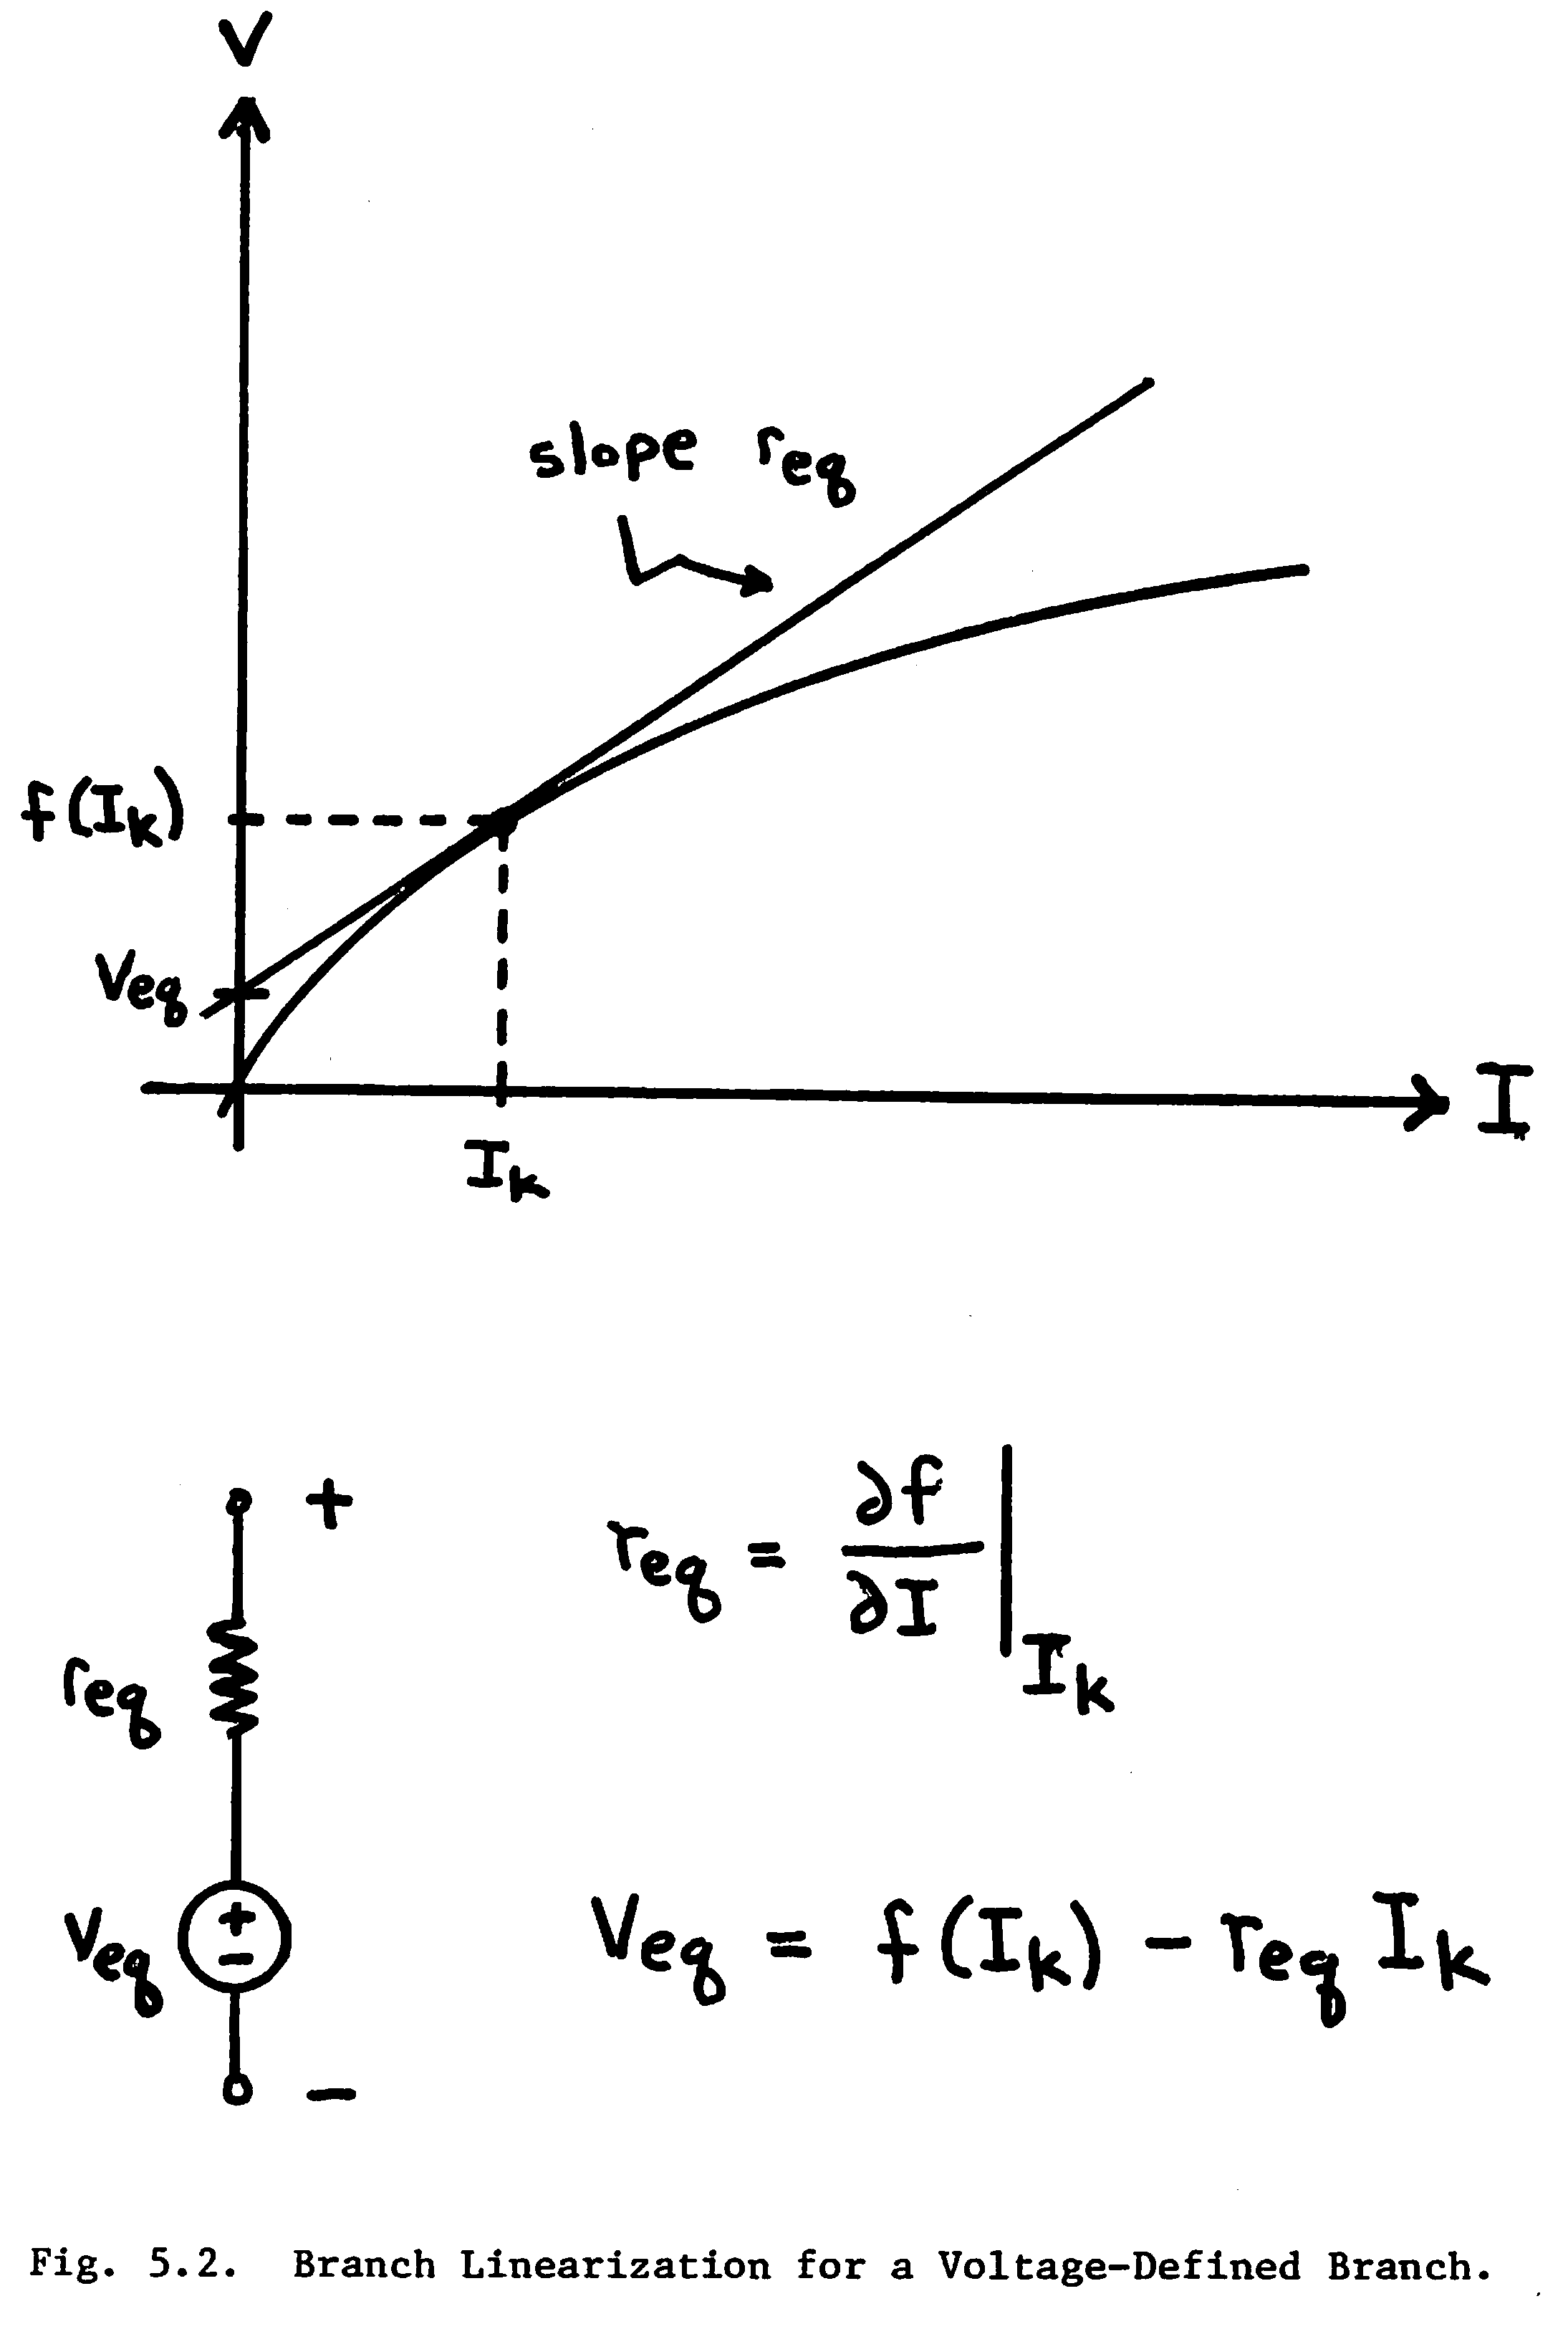 V
slope r_eq
f(I_k)
V_eq
I
I_k
+
r_eq = ∂f/∂I |I_k
r_eq
V_eq + −
V_eq = f(I_k) − r_eq I_k
−
Fig. 5.2. Branch Linearization for a Voltage-Defined Branch.